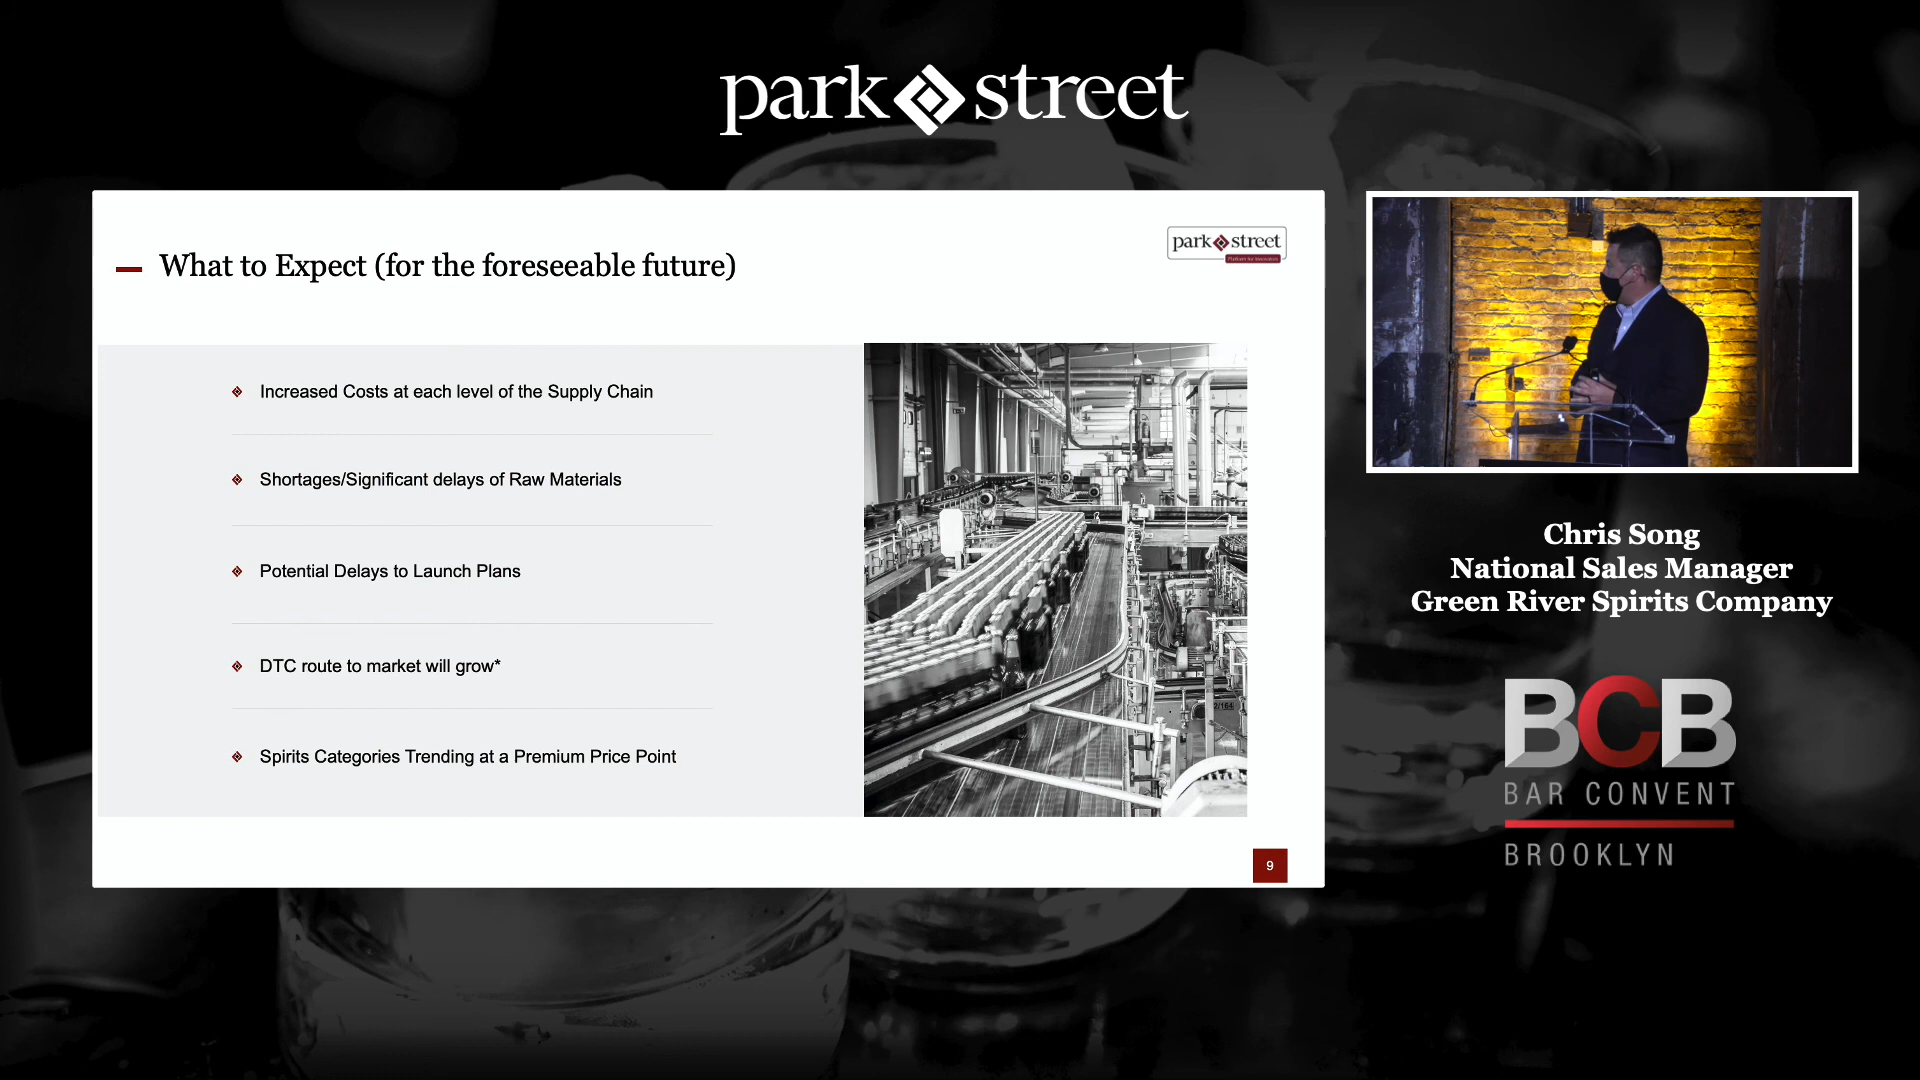 park street
What to Expect (for the foreseeable future)
park street
Platform for Innovators
Increased Costs at each level of the Supply Chain
Shortages/Significant delays of Raw Materials
Potential Delays to Launch Plans
DTC route to market will grow*
Spirits Categories Trending at a Premium Price Point
9
Chris Song
National Sales Manager
Green River Spirits Company
BCB
BAR CONVENT
BROOKLYN